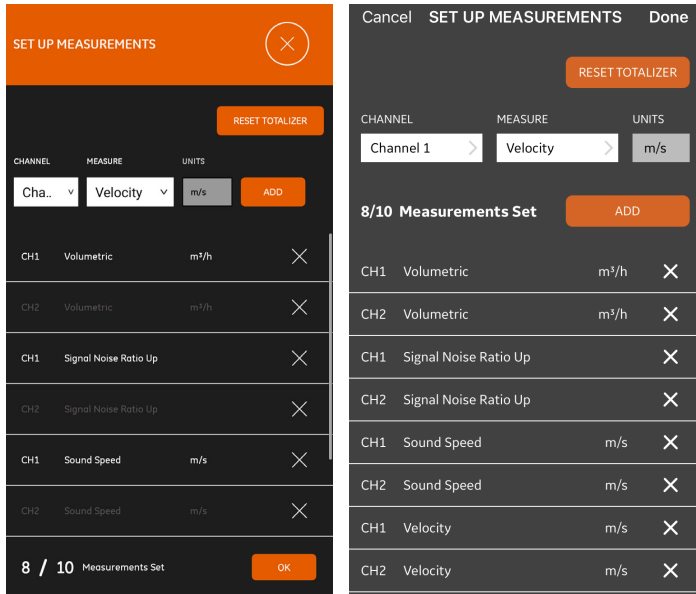 SET UP MEASUREMENTS
RESET TOTALIZER
CHANNEL MEASURE UNITS
Cha.. Velocity m/s ADD
CH1 Volumetric m³/h
CH2 Volumetric m³/h
CH1 Signal Noise Ratio Up
CH2 Signal Noise Ratio Up
CH1 Sound Speed m/s
CH2 Sound Speed m/s
8 / 10 Measurements Set OK
Cancel SET UP MEASUREMENTS Done
RESET TOTALIZER
CHANNEL MEASURE UNITS
Channel 1 Velocity m/s
8/10 Measurements Set ADD
CH1 Volumetric m³/h
CH2 Volumetric m³/h
CH1 Signal Noise Ratio Up
CH2 Signal Noise Ratio Up
CH1 Sound Speed m/s
CH2 Sound Speed m/s
CH1 Velocity m/s
CH2 Velocity m/s